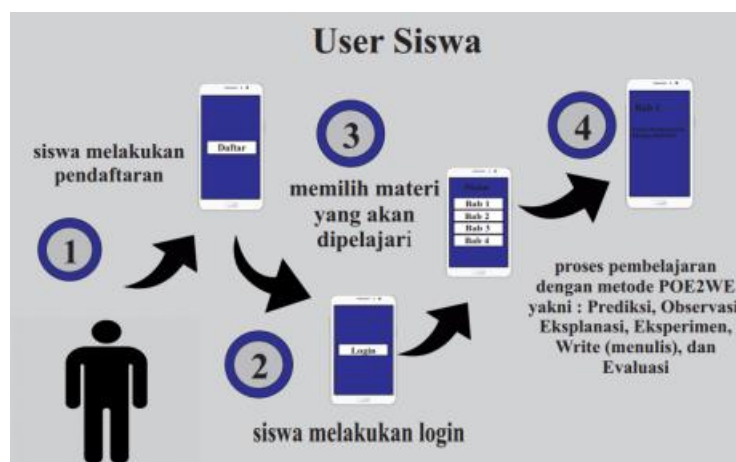 User Siswa
1
siswa melakukan
pendaftaran
Daftar
2
Login
siswa melakukan login
3
memilih materi
yang akan
dipelajari
Bab 1
Bab 2
Bab 3
Bab 4
4
Bab 1
proses pembelajaran
dengan metode POE2WE
yakni : Prediksi, Observasi
Eksplanasi, Eksperimen,
Write (menulis), dan
Evaluasi